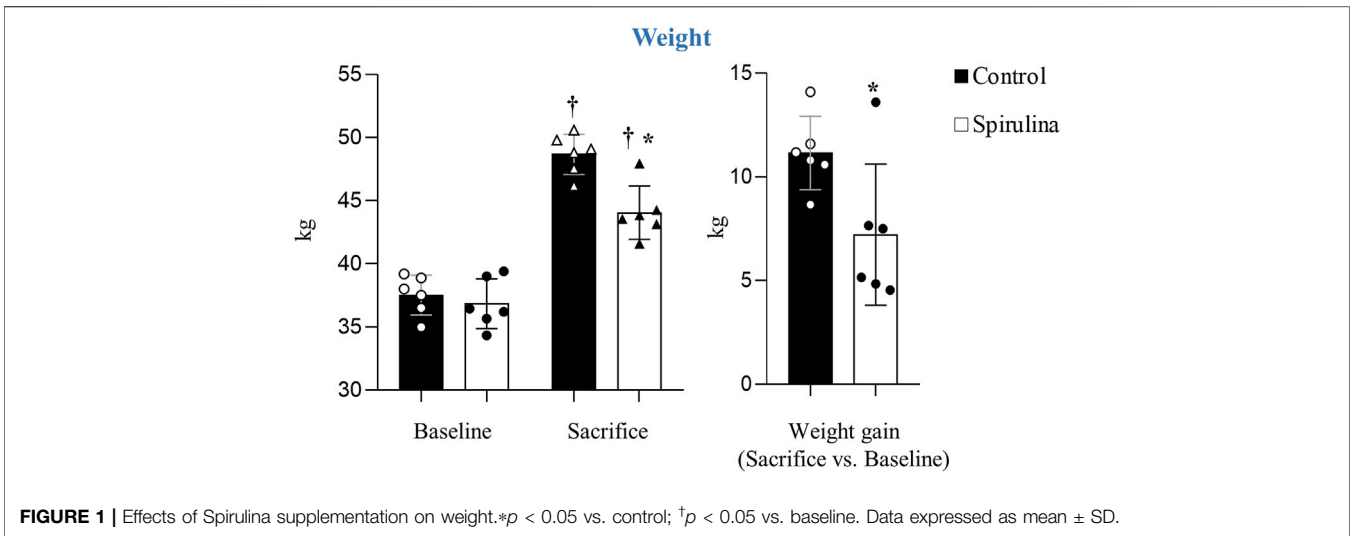 Weight
55
50
45
40
35
30
kg
† 
† *
Baseline
Sacrifice
15
10
5
0
kg
*
Weight gain
(Sacrifice vs. Baseline)
Control
Spirulina
FIGURE 1 | Effects of Spirulina supplementation on weight.*p < 0.05 vs. control; †p < 0.05 vs. baseline. Data expressed as mean ± SD.